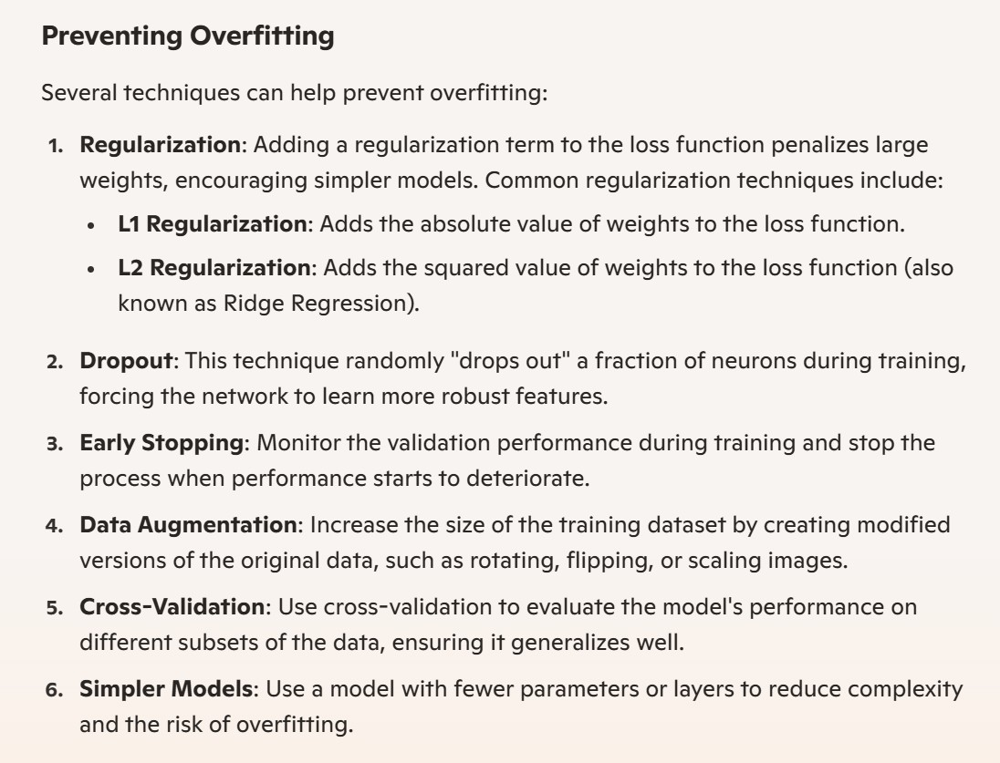 Preventing Overfitting
Several techniques can help prevent overfitting:
1. Regularization: Adding a regularization term to the loss function penalizes large
weights, encouraging simpler models. Common regularization techniques include:
• L1 Regularization: Adds the absolute value of weights to the loss function.
• L2 Regularization: Adds the squared value of weights to the loss function (also
known as Ridge Regression).
2. Dropout: This technique randomly "drops out" a fraction of neurons during training,
forcing the network to learn more robust features.
3. Early Stopping: Monitor the validation performance during training and stop the
process when performance starts to deteriorate.
4. Data Augmentation: Increase the size of the training dataset by creating modified
versions of the original data, such as rotating, flipping, or scaling images.
5. Cross-Validation: Use cross-validation to evaluate the model's performance on
different subsets of the data, ensuring it generalizes well.
6. Simpler Models: Use a model with fewer parameters or layers to reduce complexity
and the risk of overfitting.